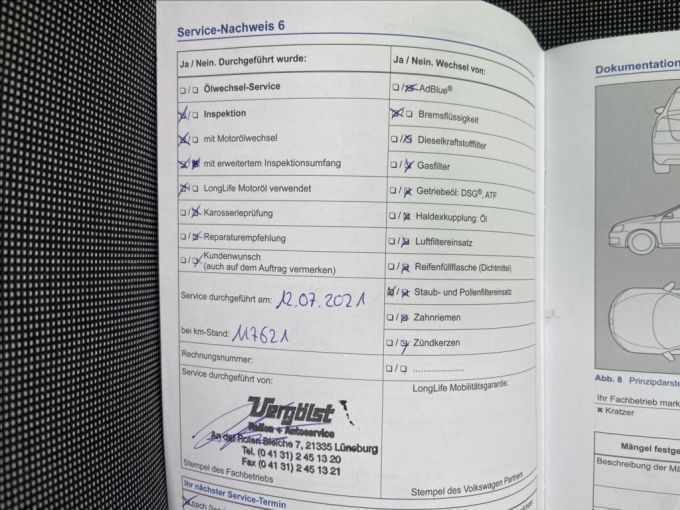 Service-Nachweis 6
Ja / Nein. Durchgeführt wurde:
Ölwechsel-Service
Inspektion
mit Motorölwechsel
mit erweitertem Inspektionsumfang
LongLife Motoröl verwendet
Karosserieprüfung
Reparaturempfehlung
Kundenwunsch
(auch auf dem Auftrag vermerken)
Service durchgeführt am: 12.07.2021
bei km-Stand: 117621
Rechnungsnummer:
Service durchgeführt von:
Vergölst
Reifen + Autoservice
An der Roten Bleiche 7, 21335 Lüneburg
Tel. (0 41 31) 2 45 13 20
Fax (0 41 31) 2 45 13 21
Stempel des Fachbetriebs
Ihr nächster Service-Termin
Ja / Nein. Wechsel von:
AdBlue®
Bremsflüssigkeit
Dieselkraftstofffilter
Gasfilter
Getriebeöl: DSG®, ATF
Haldexkupplung: Öl
Luftfiltereinsatz
Reifenfüllflasche (Dichtmittel)
Staub- und Pollenfiltereinsatz
Zahnriemen
Zündkerzen
LongLife Mobilitätsgarantie:
Stempel des Volkswagen Partners
Dokumentation
Abb. 8 Prinzipdarste
Ihr Fachbetrieb mark
× Kratzer
Mängel festge
Beschreibung der Mä